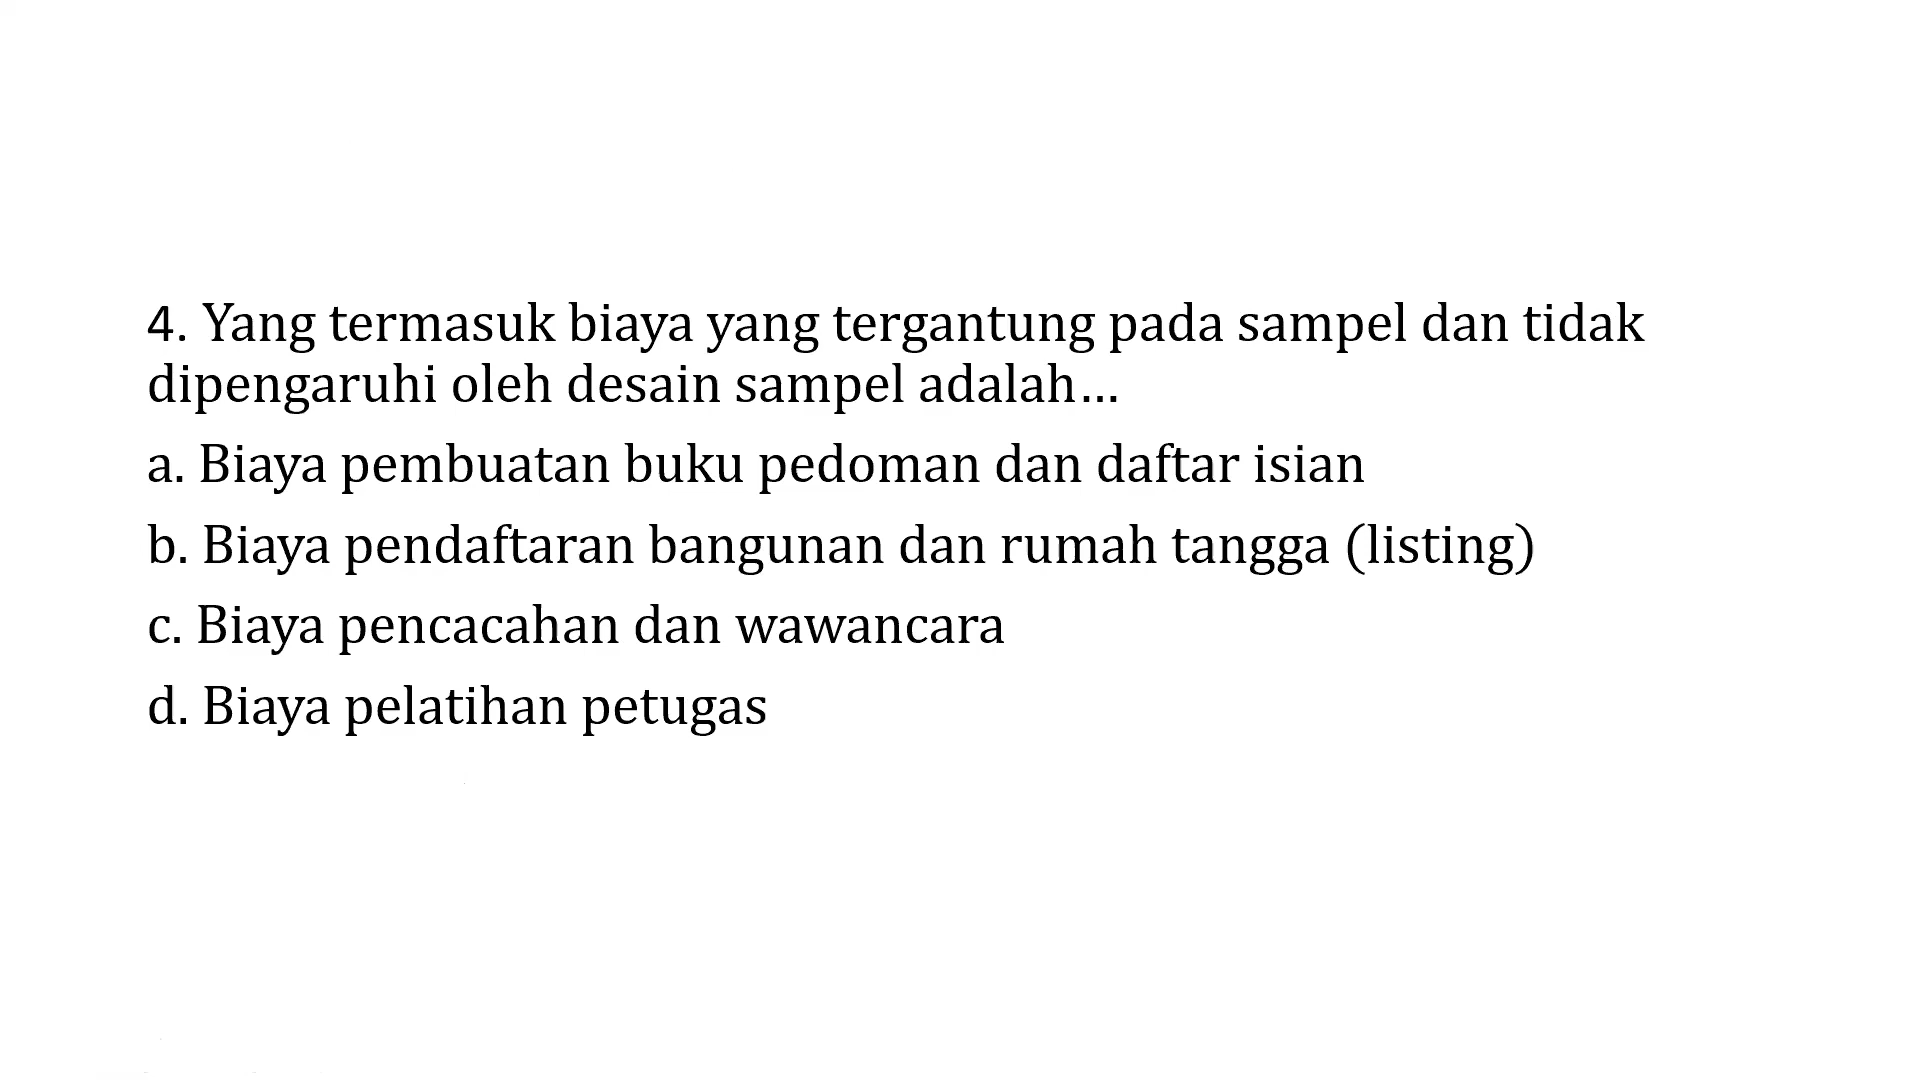 4. Yang termasuk biaya yang tergantung pada sampel dan tidak
dipengaruhi oleh desain sampel adalah...
a. Biaya pembuatan buku pedoman dan daftar isian
b. Biaya pendaftaran bangunan dan rumah tangga (listing)
c. Biaya pencacahan dan wawancara
d. Biaya pelatihan petugas